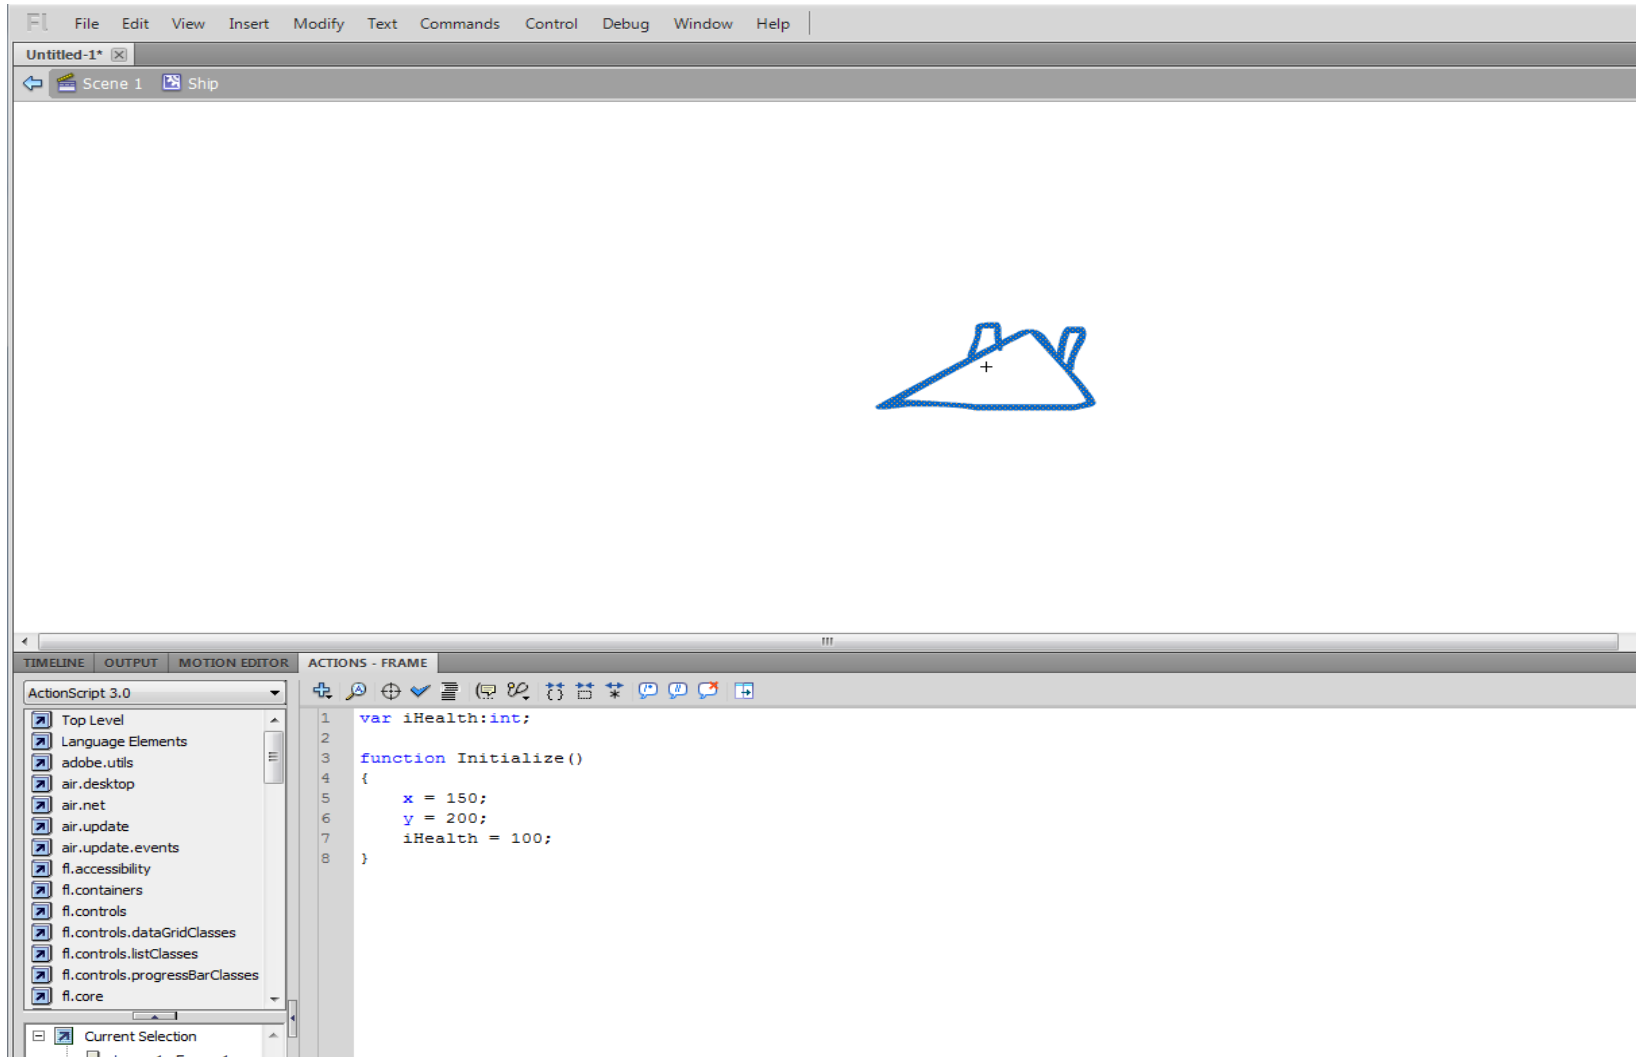 Fl File Edit View Insert Modify Text Commands Control Debug Window Help
Untitled-1*
Scene 1 Ship
TIMELINE OUTPUT MOTION EDITOR ACTIONS - FRAME
ActionScript 3.0
Top Level
Language Elements
adobe.utils
air.desktop
air.net
air.update
air.update.events
fl.accessibility
fl.containers
fl.controls
fl.controls.dataGridClasses
fl.controls.listClasses
fl.controls.progressBarClasses
fl.core
Current Selection
1 var iHealth:int;
2
3 function Initialize()
4 {
5 x = 150;
6 y = 200;
7 iHealth = 100;
8 }